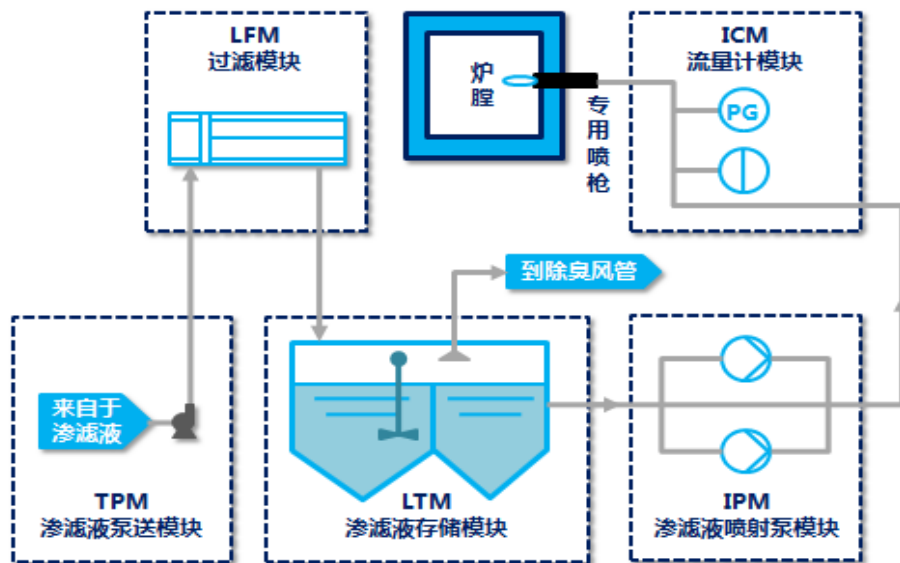 LFM
过滤模块
炉
膛
专
用
喷
枪
ICM
流量计模块
PG
到除臭风管
来自于
渗滤液
TPM
渗滤液泵送模块
LTM
渗滤液存储模块
IPM
渗滤液喷射泵模块